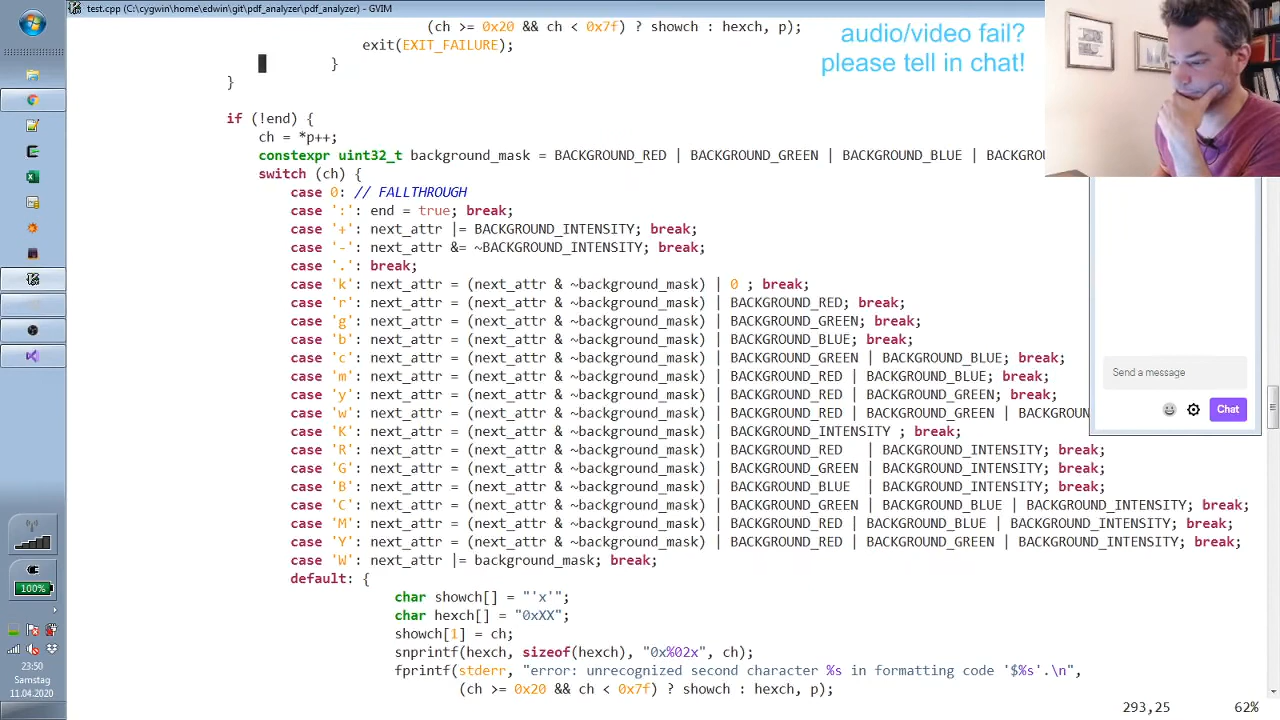 test.cpp (C:\cygwin\home\edwin\git\pdf_analyzer\pdf_analyzer) - GVIM
(ch >= 0x20 && ch < 0x7f) ? showch : hexch, p);
exit(EXIT_FAILURE);
}
}
audio/video fail?
please tell in chat!
if (!end) {
ch = *p++;
constexpr uint32_t background_mask = BACKGROUND_RED | BACKGROUND_GREEN | BACKGROUND_BLUE |
switch (ch) {
case 0: // FALLTHROUGH
case ':': end = true; break;
case '+': next_attr |= BACKGROUND_INTENSITY; break;
case '-': next_attr &= ~BACKGROUND_INTENSITY; break;
case '.': break;
case 'k': next_attr = (next_attr & ~background_mask) | 0 ; break;
case 'r': next_attr = (next_attr & ~background_mask) | BACKGROUND_RED; break;
case 'g': next_attr = (next_attr & ~background_mask) | BACKGROUND_GREEN; break;
case 'b': next_attr = (next_attr & ~background_mask) | BACKGROUND_BLUE; break;
case 'c': next_attr = (next_attr & ~background_mask) | BACKGROUND_GREEN | BACKGROUND_BLUE; break;
case 'm': next_attr = (next_attr & ~background_mask) | BACKGROUND_RED | BACKGROUND_BLUE; break;
case 'y': next_attr = (next_attr & ~background_mask) | BACKGROUND_RED | BACKGROUND_GREEN; break;
case 'w': next_attr = (next_attr & ~background_mask) | BACKGROUND_RED | BACKGROUND_GREEN |
case 'K': next_attr = (next_attr & ~background_mask) | BACKGROUND_INTENSITY ; break;
case 'R': next_attr = (next_attr & ~background_mask) | BACKGROUND_RED | BACKGROUND_INTENSITY; break;
case 'G': next_attr = (next_attr & ~background_mask) | BACKGROUND_GREEN | BACKGROUND_INTENSITY; break;
case 'B': next_attr = (next_attr & ~background_mask) | BACKGROUND_BLUE | BACKGROUND_INTENSITY; break;
case 'C': next_attr = (next_attr & ~background_mask) | BACKGROUND_GREEN | BACKGROUND_BLUE | BACKGROUND_INTENSITY; break;
case 'M': next_attr = (next_attr & ~background_mask) | BACKGROUND_RED | BACKGROUND_BLUE | BACKGROUND_INTENSITY; break;
case 'Y': next_attr = (next_attr & ~background_mask) | BACKGROUND_RED | BACKGROUND_GREEN | BACKGROUND_INTENSITY; break;
case 'W': next_attr |= background_mask; break;
default: {
char showch[] = "'x'";
char hexch[] = "0xXX";
showch[1] = ch;
snprintf(hexch, sizeof(hexch), "0x%02x", ch);
fprintf(stderr, "error: unrecognized second character %s in formatting code '$%s'.\n",
(ch >= 0x20 && ch < 0x7f) ? showch : hexch, p);
293,25 62%
Send a message
Chat
100%
23:50
Samstag
11.04.2020